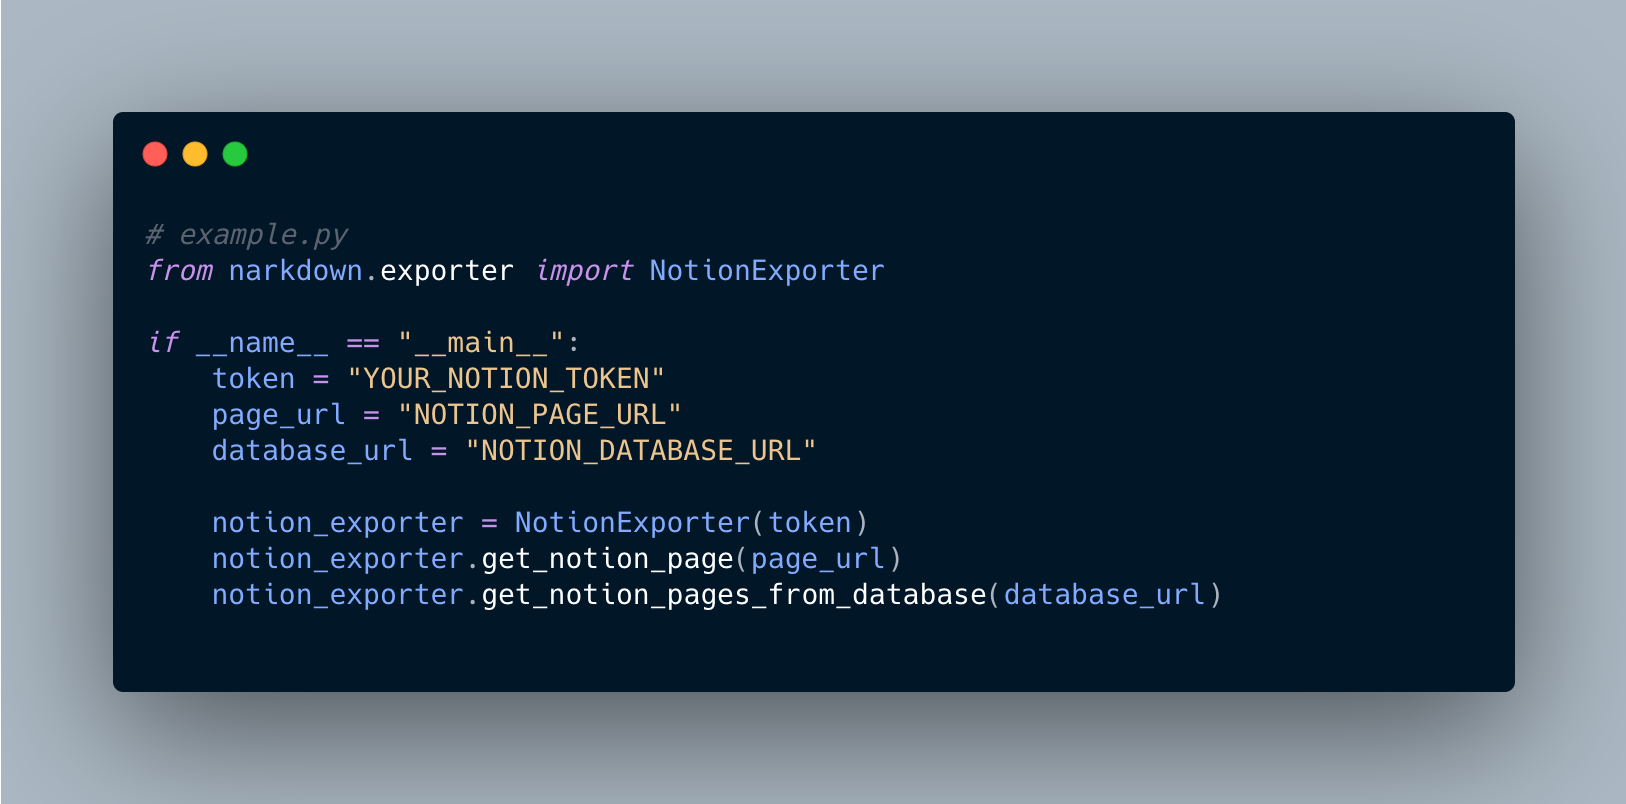 # example.py
from narkdown.exporter import NotionExporter

if __name__ == "__main__":
    token = "YOUR_NOTION_TOKEN"
    page_url = "NOTION_PAGE_URL"
    database_url = "NOTION_DATABASE_URL"

    notion_exporter = NotionExporter(token)
    notion_exporter.get_notion_page(page_url)
    notion_exporter.get_notion_pages_from_database(database_url)